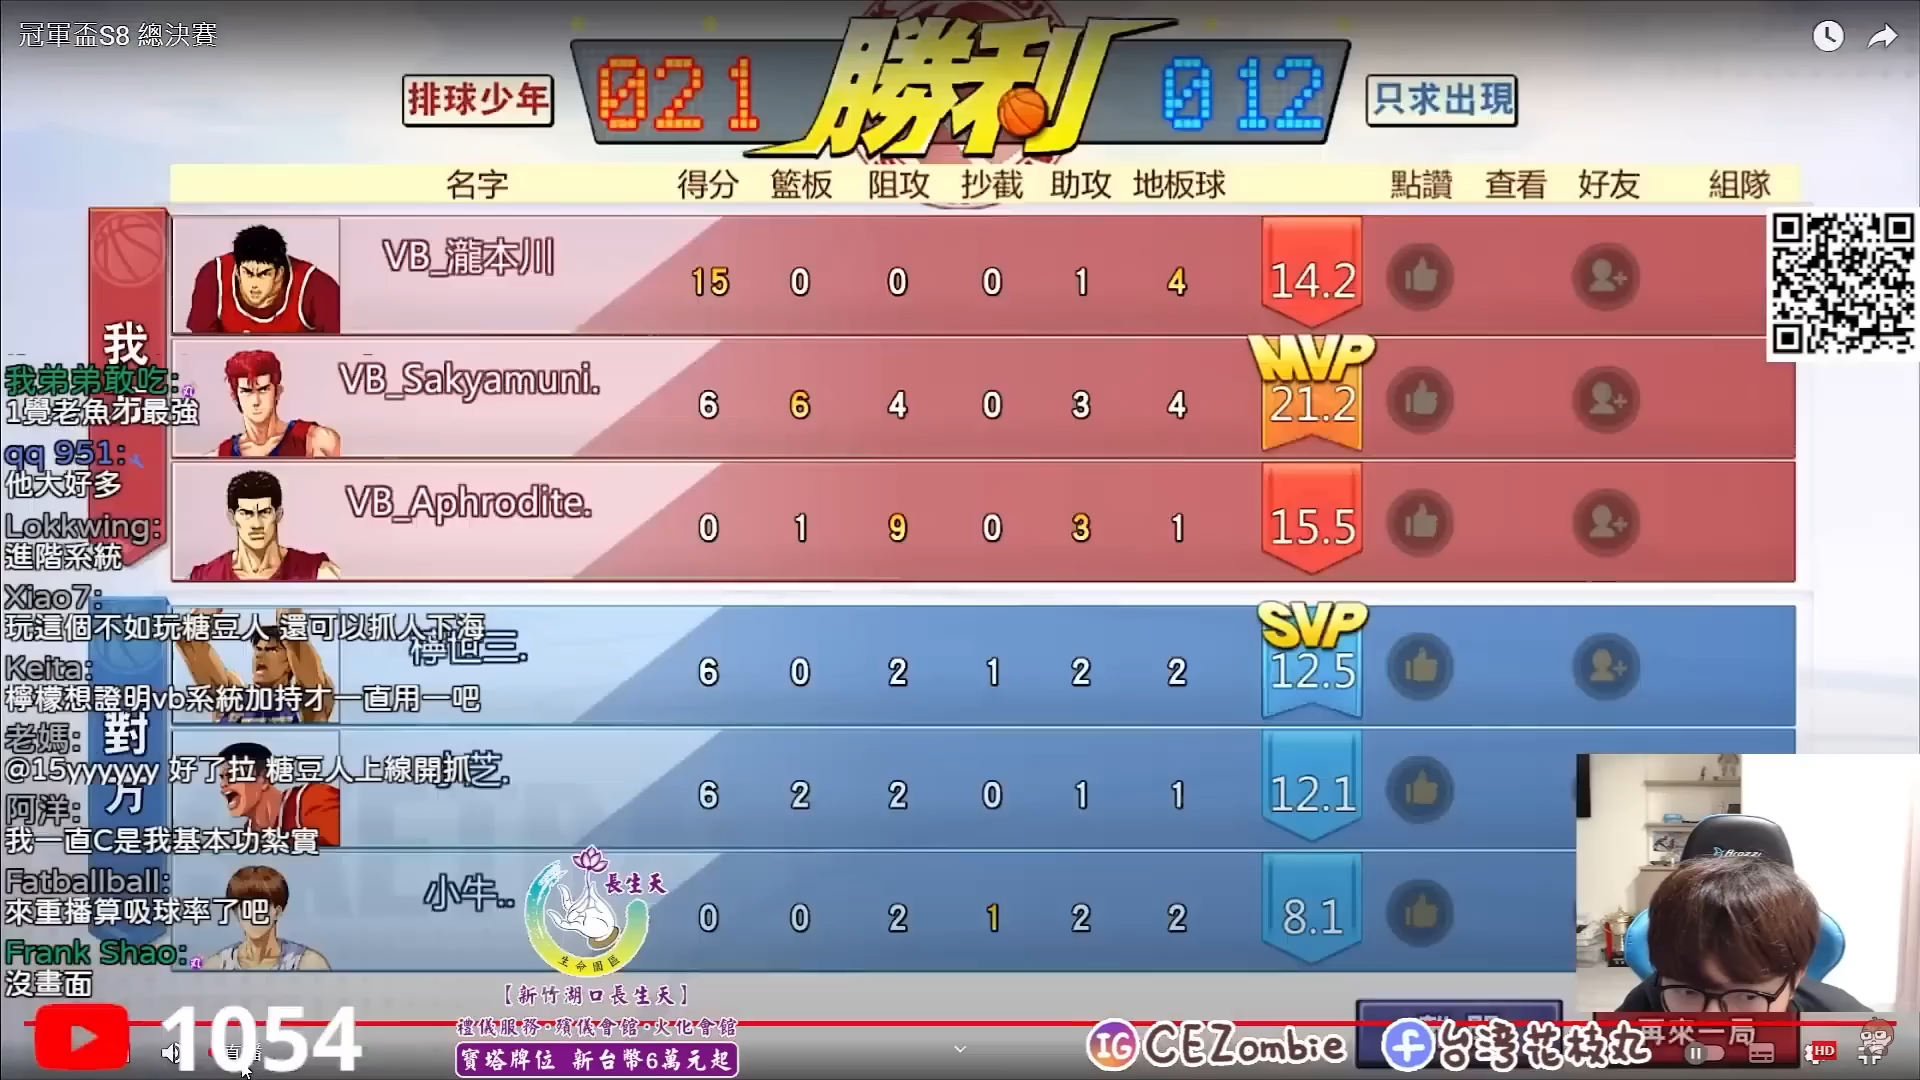 冠軍盃S8 總決賽
排球少年
021
勝利
012
只求出現
名字 得分 籃板 阻攻 抄截 助攻 地板球 點讚 查看 好友 組隊
我
VB_瀧本川 15 0 0 0 1 4 14.2
MVP
VB_Sakyamuni. 6 6 4 0 3 4 21.2
VB_Aphrodite. 0 1 9 0 3 1 15.5
對方
SVP
檸世三. 6 0 2 1 2 2 12.5
芝. 6 2 2 0 1 1 12.1
小牛.. 0 0 2 1 2 2 8.1
我弟弟敢吃:
1覺老魚才最強
qq 951:
他大好多
Lokkwing:
進階系統
Xiao7:
玩這個不如玩糖豆人 還可以抓人下海
Keita:
檸檬想證明vb系統加持才一直用一吧
老媽:
@15yyyyyy 好了拉 糖豆人上線開抓
阿洋:
我一直C是我基本功紮實
Fatballball:
來重播算吸球率了吧
Frank Shao:
沒畫面
長生天
生命園區
【新竹湖口長生天】
禮儀服務·殯儀會館·火化會館
寶塔牌位 新台幣6萬元起
1054
直播
IG CEZombie
台灣花枝丸
再來一局
HD
Arozzi